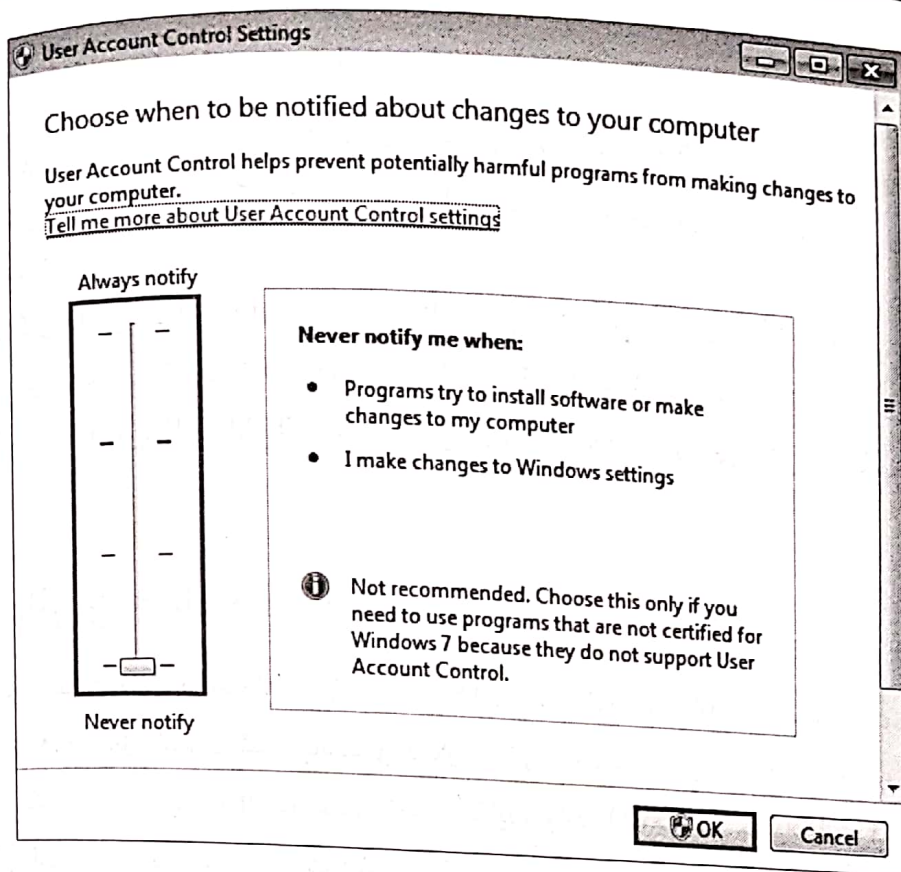 User Account Control Settings
Choose when to be notified about changes to your computer
User Account Control helps prevent potentially harmful programs from making changes to
your computer.
Tell me more about User Account Control settings
Always notify
Never notify me when:
• Programs try to install software or make
changes to my computer
• I make changes to Windows settings
Not recommended. Choose this only if you
need to use programs that are not certified for
Windows 7 because they do not support User
Account Control.
Never notify
OK
Cancel